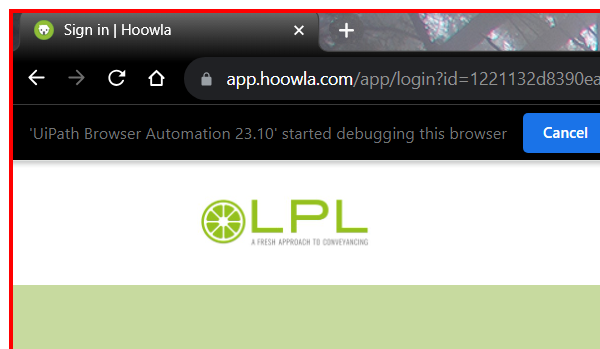 Sign in | Hoowla
app.hoowla.com/app/login?id=1221132d8390ea
'UiPath Browser Automation 23.10' started debugging this browser
Cancel
LPL
A FRESH APPROACH TO CONVEYANCING